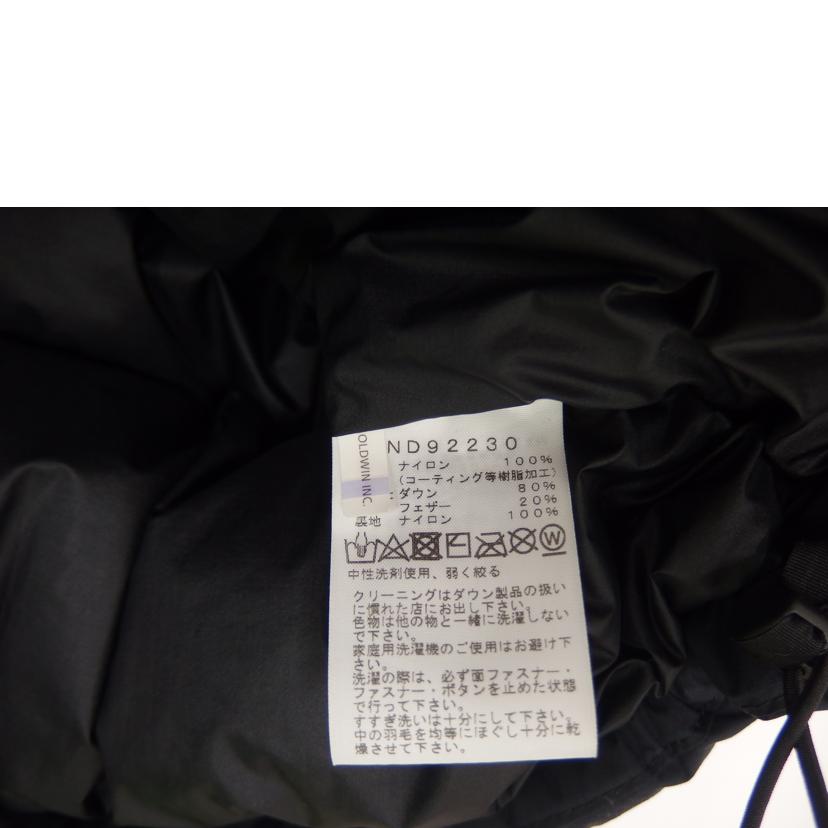 ND92230
OLDWIN INC.
ナイロン 100%
(コーティング等樹脂加工)
ダウン 80%
フェザー 20%
裏地 ナイロン 100%
W
中性洗剤使用、弱く絞る
クリーニングはダウン製品の扱い
に慣れた店にお出し下さい。
色物は他の物と一緒に洗濯しない
で下さい。
家庭用洗濯機のご使用はお避け下
さい。
洗濯の際は、必ず面ファスナー・
ファスナー・ボタンを止めた状態
で行って下さい。
すすぎ洗いは十分にして下さい。
中の羽毛を均等にほぐし十分に乾
燥させて下さい。